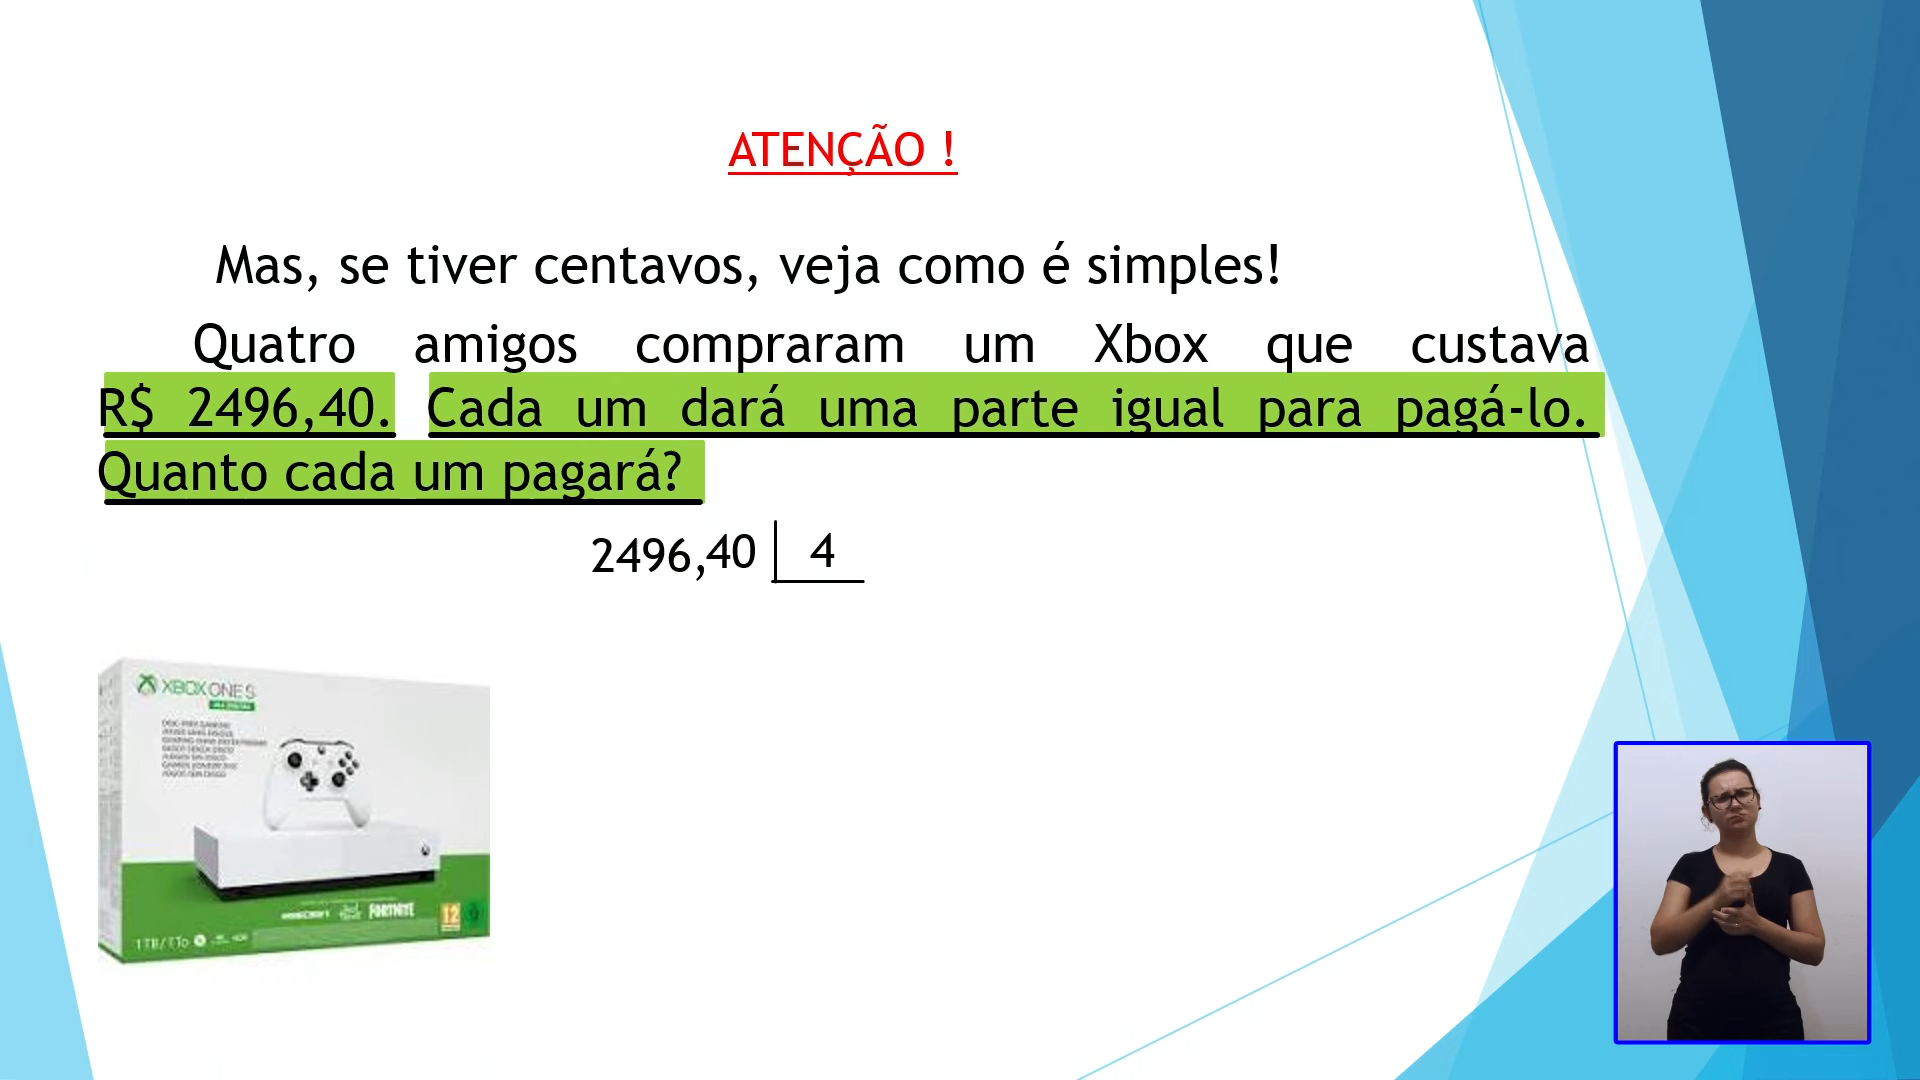 ATENÇÃO !
Mas, se tiver centavos, veja como é simples!
Quatro amigos compraram um Xbox que custava
R$ 2496,40. Cada um dará uma parte igual para pagá-lo.
Quanto cada um pagará?
2496,40 4
XBOX ONE S
FORTNITE
12